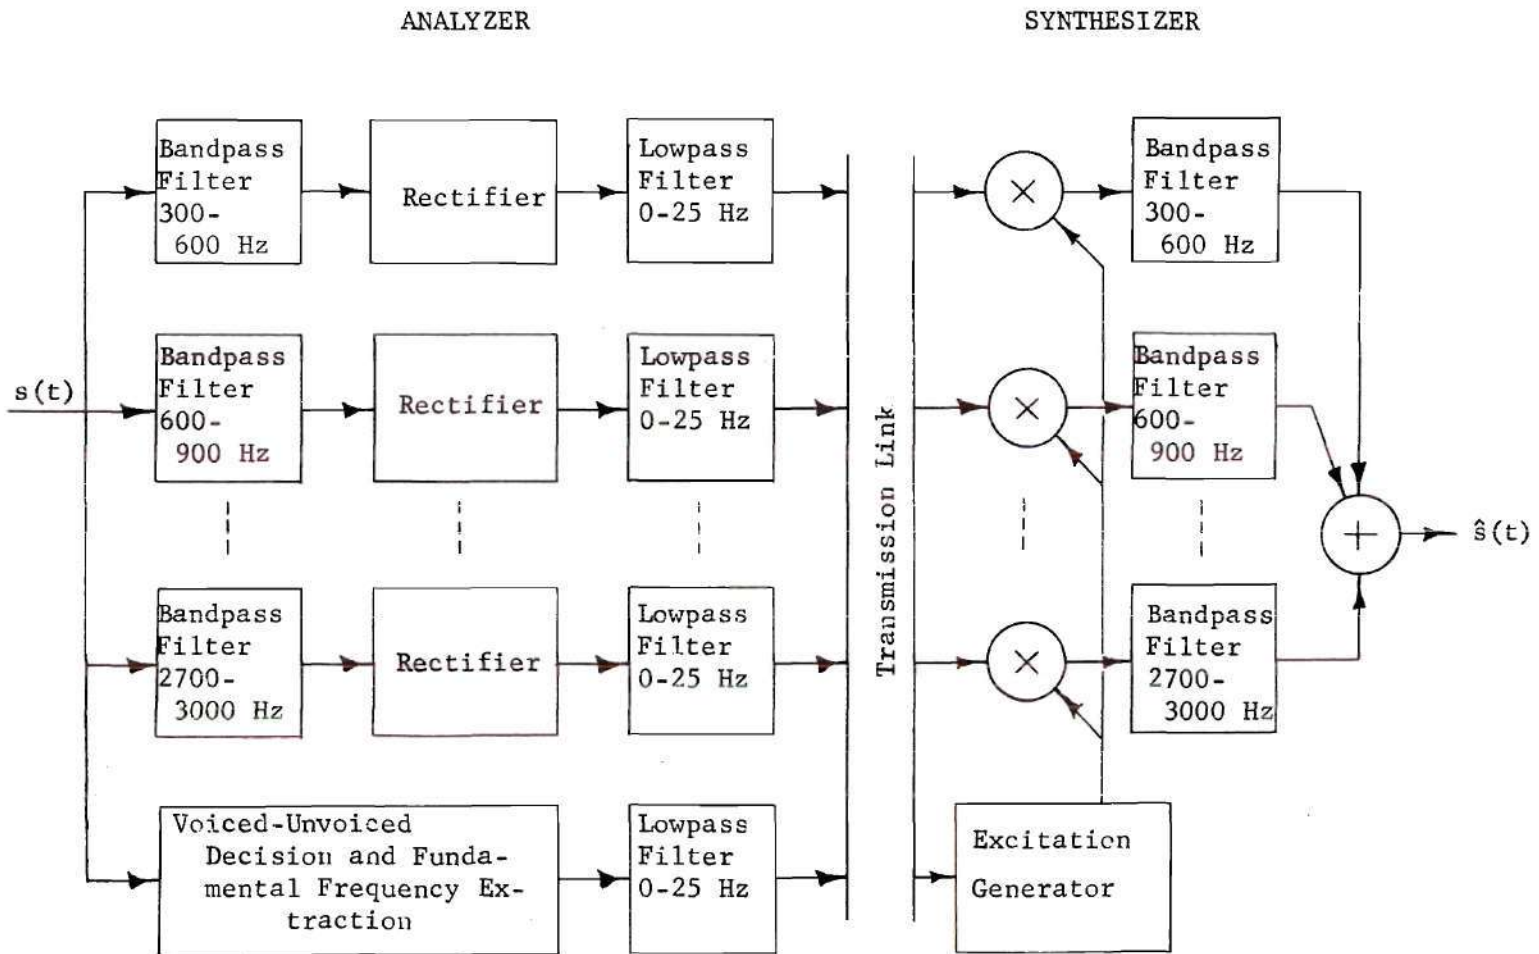 ANALYZER
SYNTHESIZER
Bandpass
Filter
300-
600 Hz
Rectifier
Lowpass
Filter
0-25 Hz
×
Bandpass
Filter
300-
600 Hz
s(t)
Bandpass
Filter
600-
900 Hz
Rectifier
Lowpass
Filter
0-25 Hz
Transmission Link
×
Bandpass
Filter
600-
900 Hz
+
ŝ(t)
Bandpass
Filter
2700-
3000 Hz
Rectifier
Lowpass
Filter
0-25 Hz
×
Bandpass
Filter
2700-
3000 Hz
Voiced-Unvoiced
Decision and Funda-
mental Frequency Ex-
traction
Lowpass
Filter
0-25 Hz
Excitation
Generator